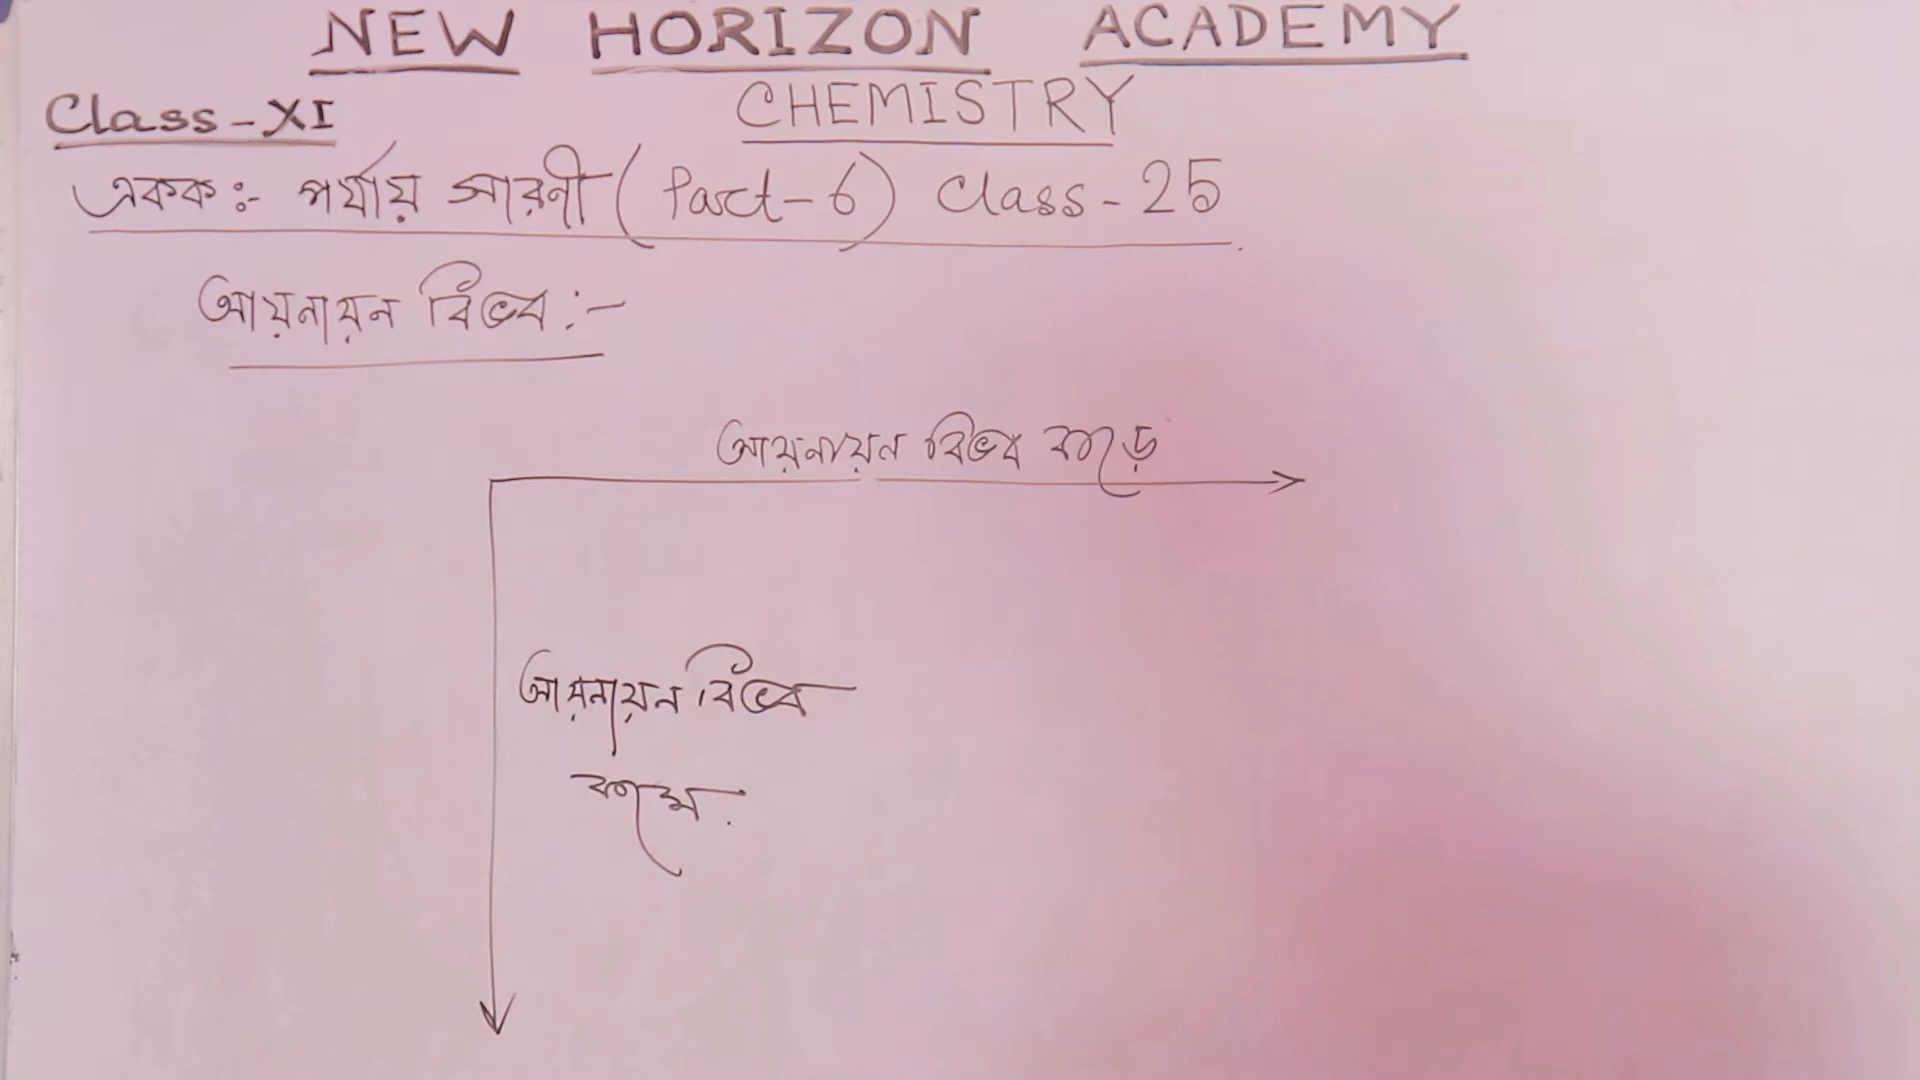 NEW HORIZON ACADEMY
CHEMISTRY
Class-XI
একক:- পর্যায় সারণী (Part-6) Class-25
আয়নায়ন বিভব:-
আয়নায়ন বিভব বাড়ে
আয়নায়ন বিভব
কমে.